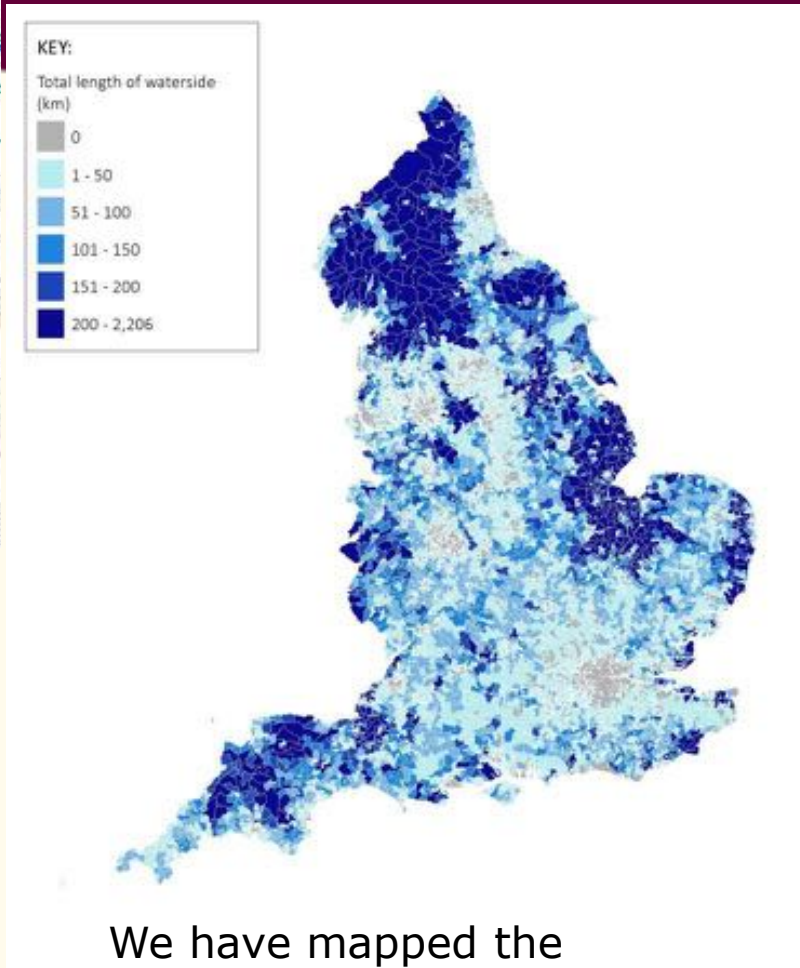 KEY:
Total length of waterside
(km)
0
1 - 50
51 - 100
101 - 150
151 - 200
200 - 2,206
We have mapped the